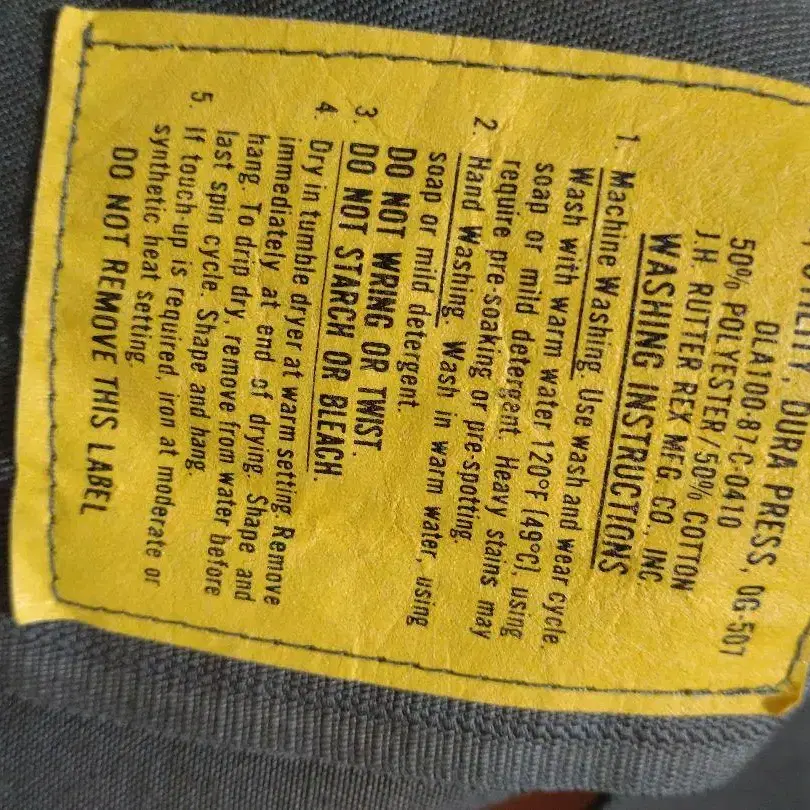 DURA PRESS, OG-507
DLA100-87-C-0410
50% POLYESTER/50% COTTON
J.H. RUTTER REX MFG. CO., INC
WASHING INSTRUCTIONS
1. Machine Washing. Use wash and wear cycle.
Wash with warm water 120°F (49°C), using
soap or mild detergent. Heavy stains may
require pre-soaking or pre-spotting.
2. Hand Washing. Wash in warm water, using
soap or mild detergent.
DO NOT WRING OR TWIST.
3. DO NOT STARCH OR BLEACH.
4. Dry in tumble dryer at warm setting. Remove
immediately at end of drying. Shape and
hang. To drip dry, remove from water before
last spin cycle. Shape and hang.
5. If touch-up is required, iron at moderate or
synthetic heat setting
DO NOT REMOVE THIS LABEL